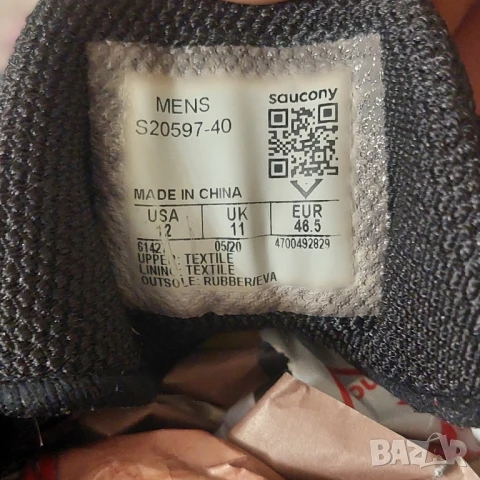 MENS
saucony
S20597-40
MADE IN CHINA
USA UK EUR
12 11 46.5
05/20 4700492829
UPPER: TEXTILE
LINING: TEXTILE
OUTSOLE: RUBBER/EVA
BAZAR